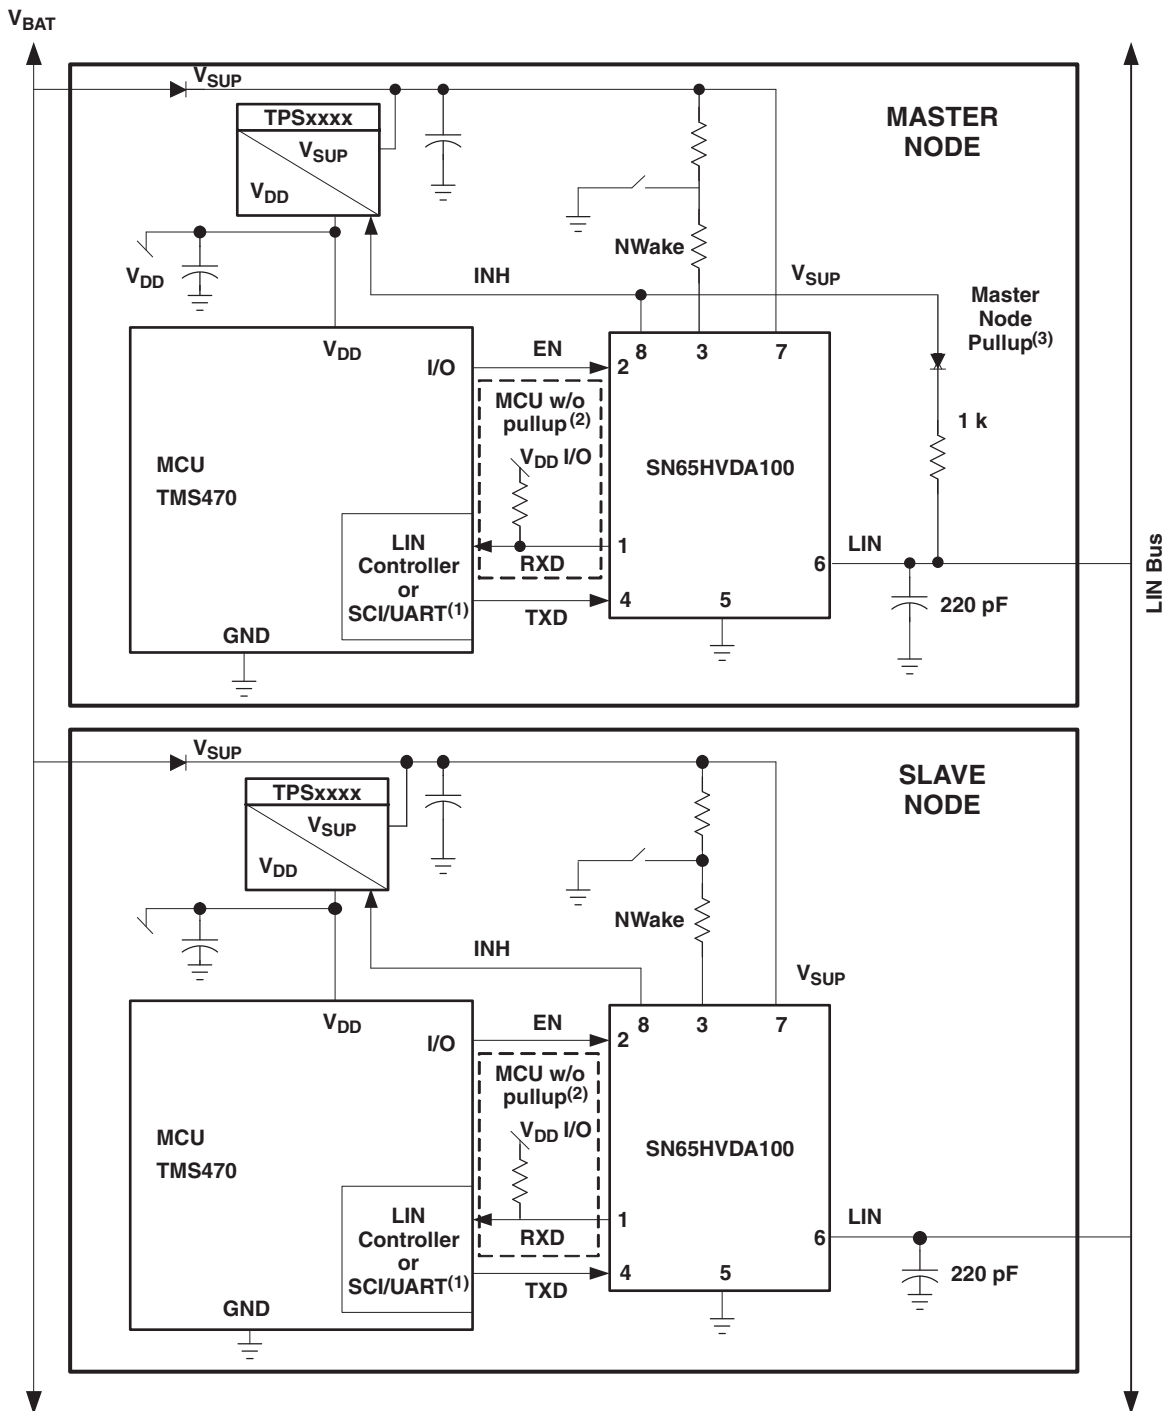 VBAT
VSUP
TPSxxxx
VSUP
VDD
MASTER
NODE
NWake
VDD
INH
VSUP
Master
Node
Pullup(3)
VDD
I/O
EN
2
8
3
7
MCU w/o
pullup(2)
VDD I/O
1 k
MCU
TMS470
SN65HVDA100
LIN
Controller
or
SCI/UART(1)
RXD
1
LIN
6
TXD
4
5
220 pF
GND
LIN Bus
VSUP
TPSxxxx
VSUP
VDD
SLAVE
NODE
NWake
INH
VSUP
VDD
I/O
EN
2
8
3
7
MCU w/o
pullup(2)
VDD I/O
MCU
TMS470
SN65HVDA100
LIN
Controller
or
SCI/UART(1)
RXD
1
LIN
6
TXD
4
5
220 pF
GND